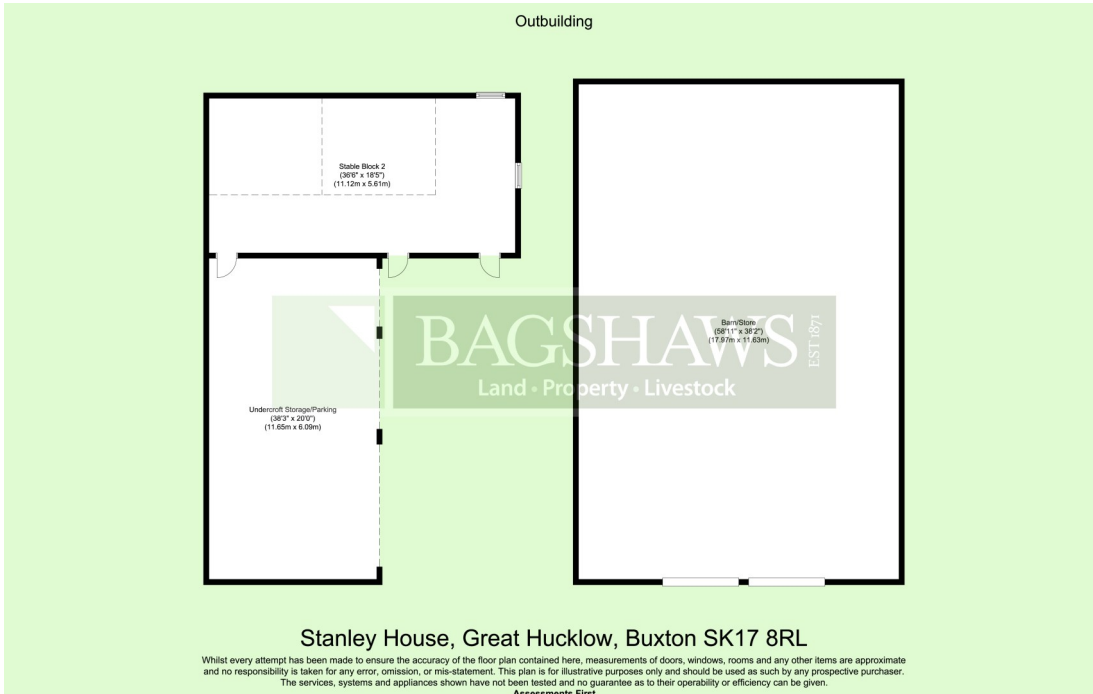 Outbuilding
Stable Block 2
(36'6" x 18'5")
(11.12m x 5.61m)
Barn/Store
(58'11" x 38'2")
(17.97m x 11.63m)
BAGSHAWS
EST 1871
Land • Property • Livestock
Undercroft Storage/Parking
(38'3" x 20'0")
(11.65m x 6.09m)
Stanley House, Great Hucklow, Buxton SK17 8RL
Whilst every attempt has been made to ensure the accuracy of the floor plan contained here, measurements of doors, windows, rooms and any other items are approximate
and no responsibility is taken for any error, omission, or mis-statement. This plan is for illustrative purposes only and should be used as such by any prospective purchaser.
The services, systems and appliances shown have not been tested and no guarantee as to their operability or efficiency can be given.
Assessments First